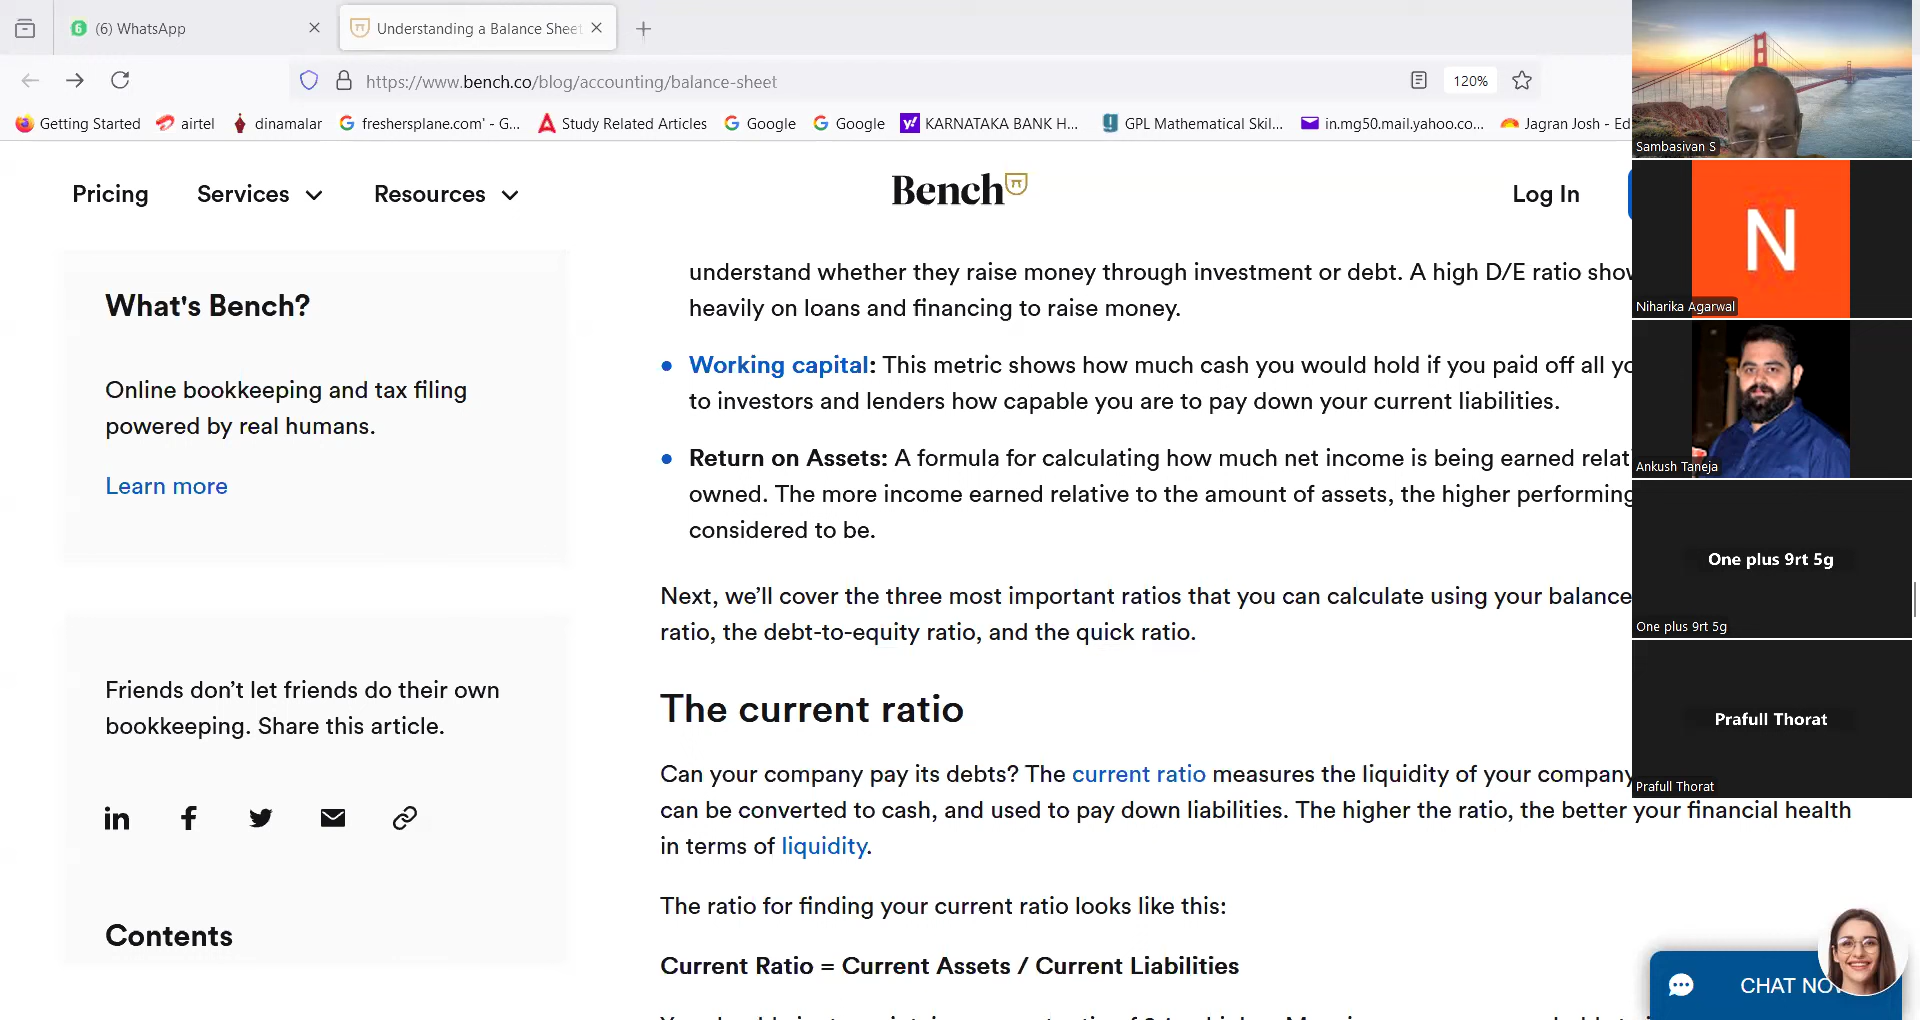 (6) WhatsApp
Understanding a Balance Sheet
https://www.bench.co/blog/accounting/balance-sheet
120%
Getting Started
airtel
dinamalar
freshersplane.com' - G...
Study Related Articles
Google
Google
KARNATAKA BANK H...
GPL Mathematical Skil...
in.mg50.mail.yahoo.co...
Jagran Josh - Ed
Pricing
Services
Resources
Bench
Log In
What's Bench?
Online bookkeeping and tax filing
powered by real humans.
Learn more
Friends don’t let friends do their own
bookkeeping. Share this article.
Contents
understand whether they raise money through investment or debt. A high D/E ratio
heavily on loans and financing to raise money.
Working capital: This metric shows how much cash you would hold if you paid off all
to investors and lenders how capable you are to pay down your current liabilities.
Return on Assets: A formula for calculating how much net income is being earned
owned. The more income earned relative to the amount of assets, the higher performing
considered to be.
Next, we’ll cover the three most important ratios that you can calculate using your balance
ratio, the debt-to-equity ratio, and the quick ratio.
The current ratio
Can your company pay its debts? The current ratio measures the liquidity of your company
can be converted to cash, and used to pay down liabilities. The higher the ratio, the better your financial health
in terms of liquidity.
The ratio for finding your current ratio looks like this:
Current Ratio = Current Assets / Current Liabilities
Sambasivan S
N
Niharika Agarwal
Ankush Taneja
One plus 9rt 5g
One plus 9rt 5g
Prafull Thorat
Prafull Thorat
CHAT